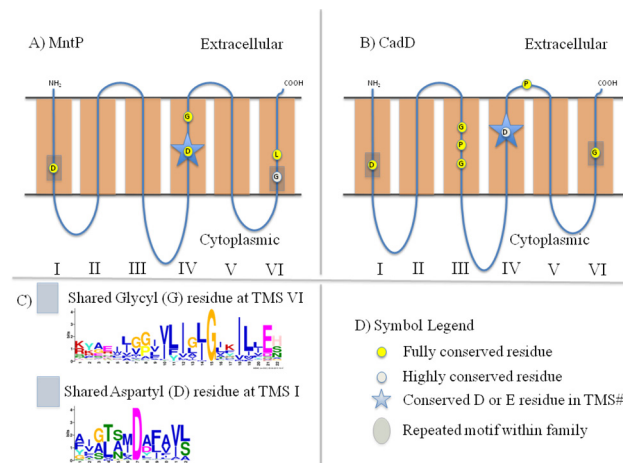 A) MntP
Extracellular
NH2
COOH
G
D
D
L
G
Cytoplasmic
I II III IV V VI
B) CadD
Extracellular
NH2
COOH
P
G
D
P
G
D
G
Cytoplasmic
I II III IV V VI
C) Shared Glycyl (G) residue at TMS VI
Shared Aspartyl (D) residue at TMS I
D) Symbol Legend
Fully conserved residue
Highly conserved residue
Conserved D or E residue in TMS#
Repeated motif within family